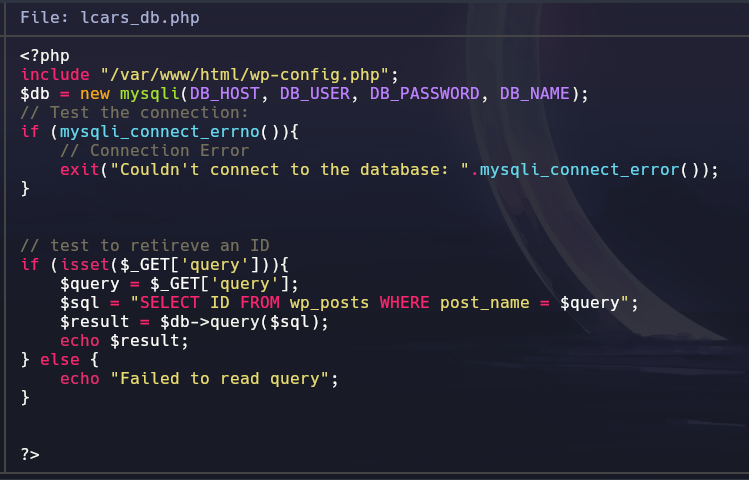 File: lcars_db.php
<?php
include "/var/www/html/wp-config.php";
$db = new mysqli(DB_HOST, DB_USER, DB_PASSWORD, DB_NAME);
// Test the connection:
if (mysqli_connect_errno()){
    // Connection Error
    exit("Couldn't connect to the database: ".mysqli_connect_error());
}
// test to retireve an ID
if (isset($_GET['query'])){
    $query = $_GET['query'];
    $sql = "SELECT ID FROM wp_posts WHERE post_name = $query";
    $result = $db->query($sql);
    echo $result;
} else {
    echo "Failed to read query";
}
?>